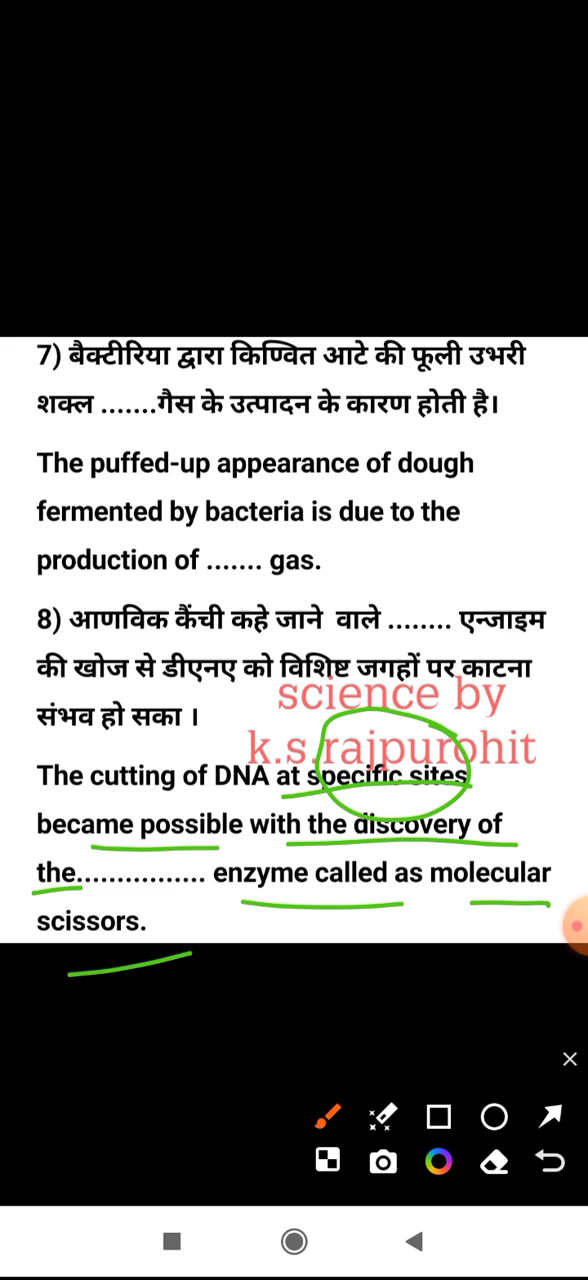 7) बैक्टीरिया द्वारा किण्वित आटे की फूली उभरी
शक्ल .......गैस के उत्पादन के कारण होती है।
The puffed-up appearance of dough
fermented by bacteria is due to the
production of ....... gas.
8) आणविक कैंची कहे जाने वाले ........ एन्जाइम
की खोज से डीएनए को विशिष्ट जगहों पर काटना
संभव हो सका ।
science by
k.s.rajpurohit
The cutting of DNA at specific sites
became possible with the discovery of
the................ enzyme called as molecular
scissors.